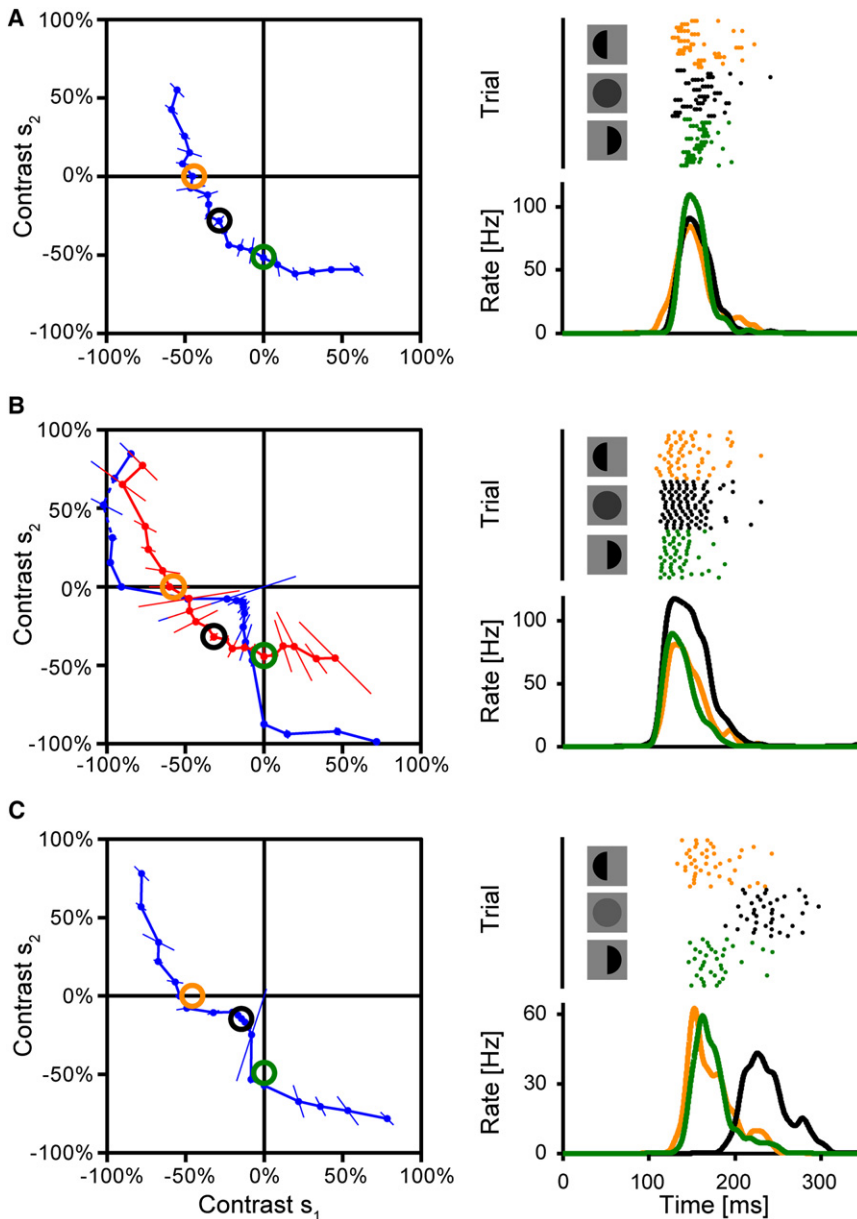 A
100%
50%
0%
-50%
-100%
Contrast s2
-100% -50% 0% 50% 100%
Trial
Rate [Hz]
100
50
0
B
100%
50%
0%
-50%
-100%
Contrast s2
-100% -50% 0% 50% 100%
Trial
Rate [Hz]
100
50
0
C
100%
50%
0%
-50%
-100%
Contrast s2
-100% -50% 0% 50% 100%
Contrast s1
Trial
Rate [Hz]
60
30
0
0 100 200 300
Time [ms]